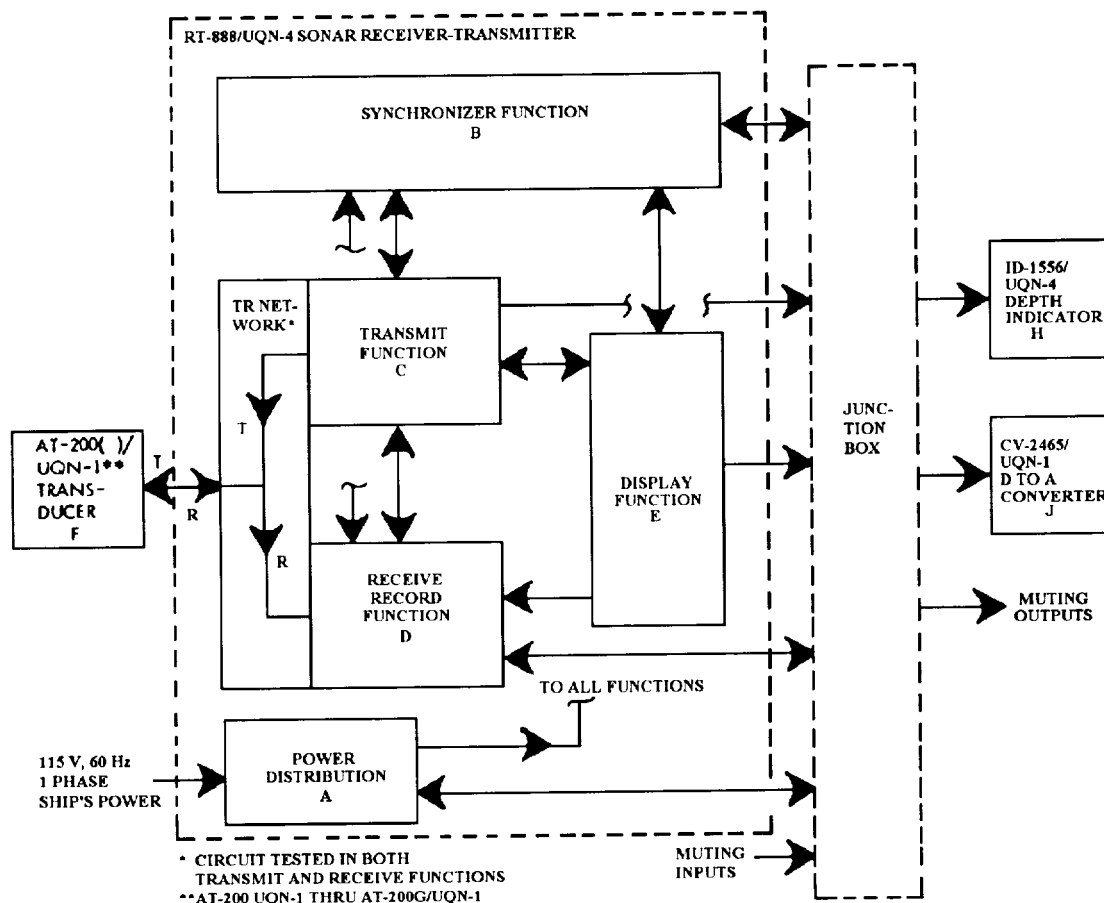 RT-888/UQN-4 SONAR RECEIVER-TRANSMITTER
SYNCHRONIZER FUNCTION
B
TR NET-
WORK*
TRANSMIT
FUNCTION
C
T
R
RECEIVE
RECORD
FUNCTION
D
DISPLAY
FUNCTION
E
JUNC-
TION
BOX
ID-1556/
UQN-4
DEPTH
INDICATOR
H
CV-2465/
UQN-1
D TO A
CONVERTER
J
MUTING
OUTPUTS
AT-200( )/
UQN-1**
TRANS-
DUCER
F
T
R
TO ALL FUNCTIONS
115 V, 60 Hz
1 PHASE
SHIP'S POWER
POWER
DISTRIBUTION
A
MUTING
INPUTS
* CIRCUIT TESTED IN BOTH
TRANSMIT AND RECEIVE FUNCTIONS
**AT-200 UQN-1 THRU AT-200G/UQN-1